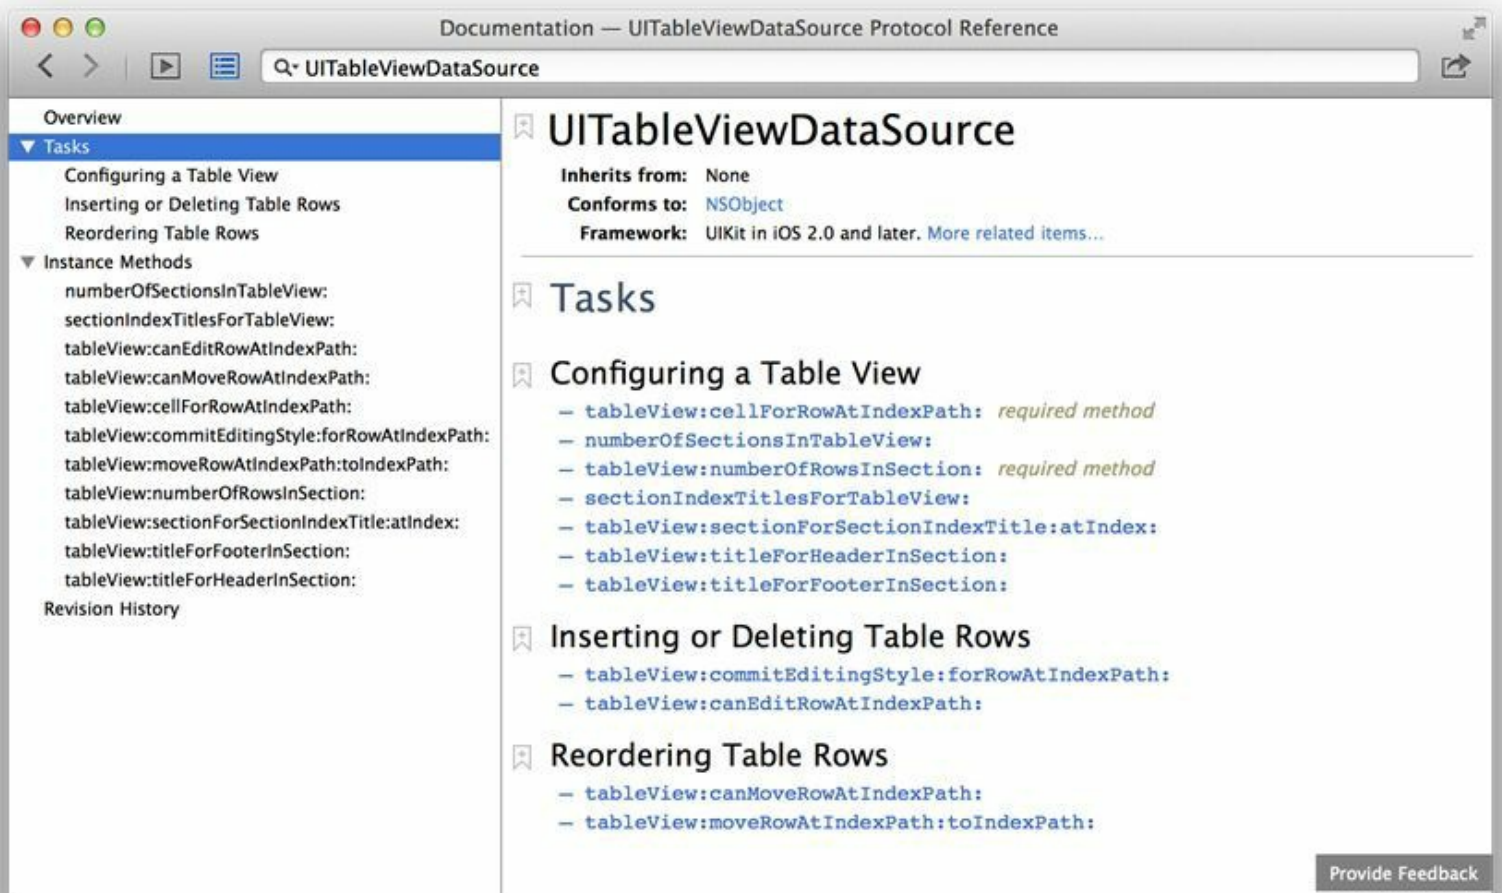 Documentation — UITableViewDataSource Protocol Reference
UITableViewDataSource
Overview
Tasks
Configuring a Table View
Inserting or Deleting Table Rows
Reordering Table Rows
Instance Methods
numberOfSectionsInTableView:
sectionIndexTitlesForTableView:
tableView:canEditRowAtIndexPath:
tableView:canMoveRowAtIndexPath:
tableView:cellForRowAtIndexPath:
tableView:commitEditingStyle:forRowAtIndexPath:
tableView:moveRowAtIndexPath:toIndexPath:
tableView:numberOfRowsInSection:
tableView:sectionForSectionIndexTitle:atIndex:
tableView:titleForFooterInSection:
tableView:titleForHeaderInSection:
Revision History
UITableViewDataSource
Inherits from: None
Conforms to: NSObject
Framework: UIKit in iOS 2.0 and later. More related items...
Tasks
Configuring a Table View
– tableView:cellForRowAtIndexPath: required method
– numberOfSectionsInTableView:
– tableView:numberOfRowsInSection: required method
– sectionIndexTitlesForTableView:
– tableView:sectionForSectionIndexTitle:atIndex:
– tableView:titleForHeaderInSection:
– tableView:titleForFooterInSection:
Inserting or Deleting Table Rows
– tableView:commitEditingStyle:forRowAtIndexPath:
– tableView:canEditRowAtIndexPath:
Reordering Table Rows
– tableView:canMoveRowAtIndexPath:
– tableView:moveRowAtIndexPath:toIndexPath:
Provide Feedback